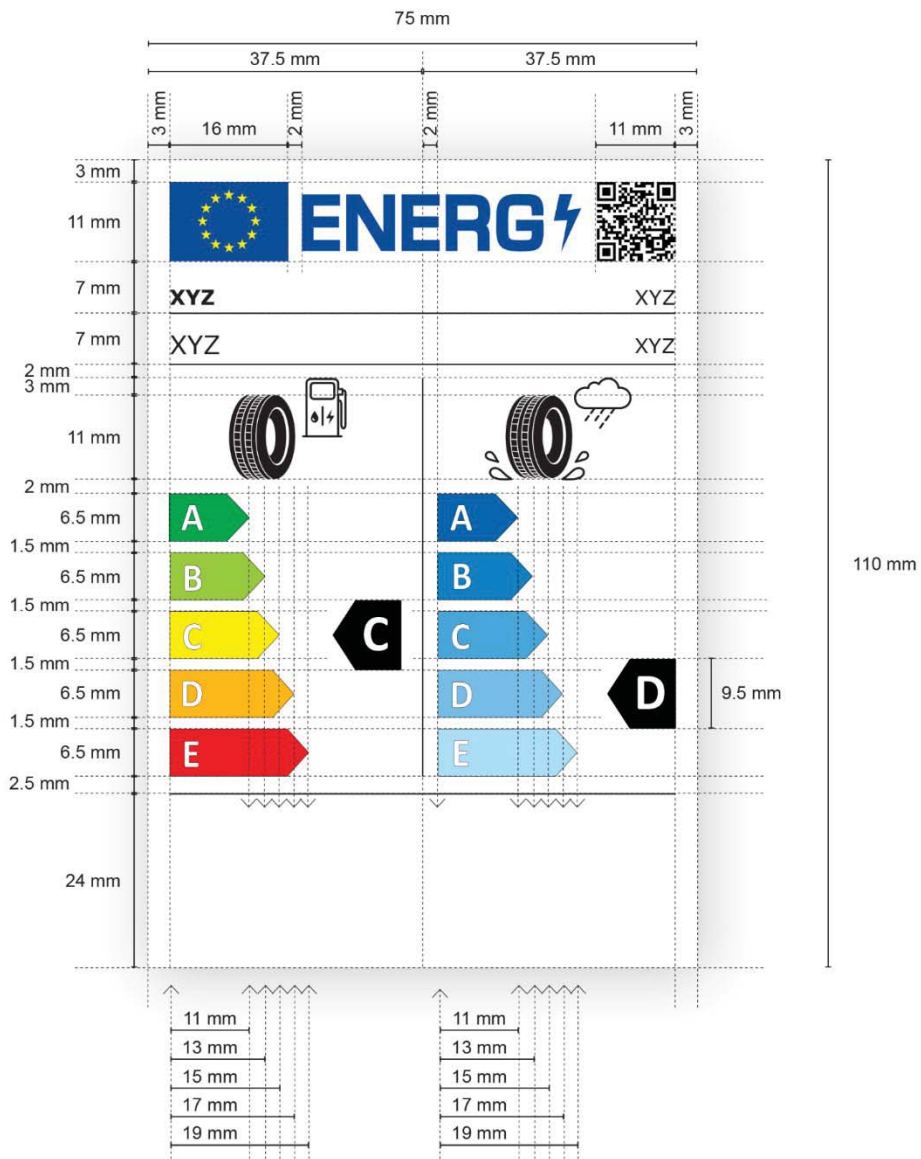 75 mm
37.5 mm 37.5 mm
3 mm 16 mm 2 mm 2 mm 11 mm 3 mm
3 mm
11 mm ENERG
7 mm XYZ XYZ
7 mm XYZ XYZ
2 mm
3 mm
11 mm
2 mm
6.5 mm A A
1.5 mm
6.5 mm B B 110 mm
1.5 mm
6.5 mm C C C
1.5 mm
6.5 mm D D D 9.5 mm
1.5 mm
6.5 mm E E
2.5 mm
24 mm
11 mm 11 mm
13 mm 13 mm
15 mm 15 mm
17 mm 17 mm
19 mm 19 mm